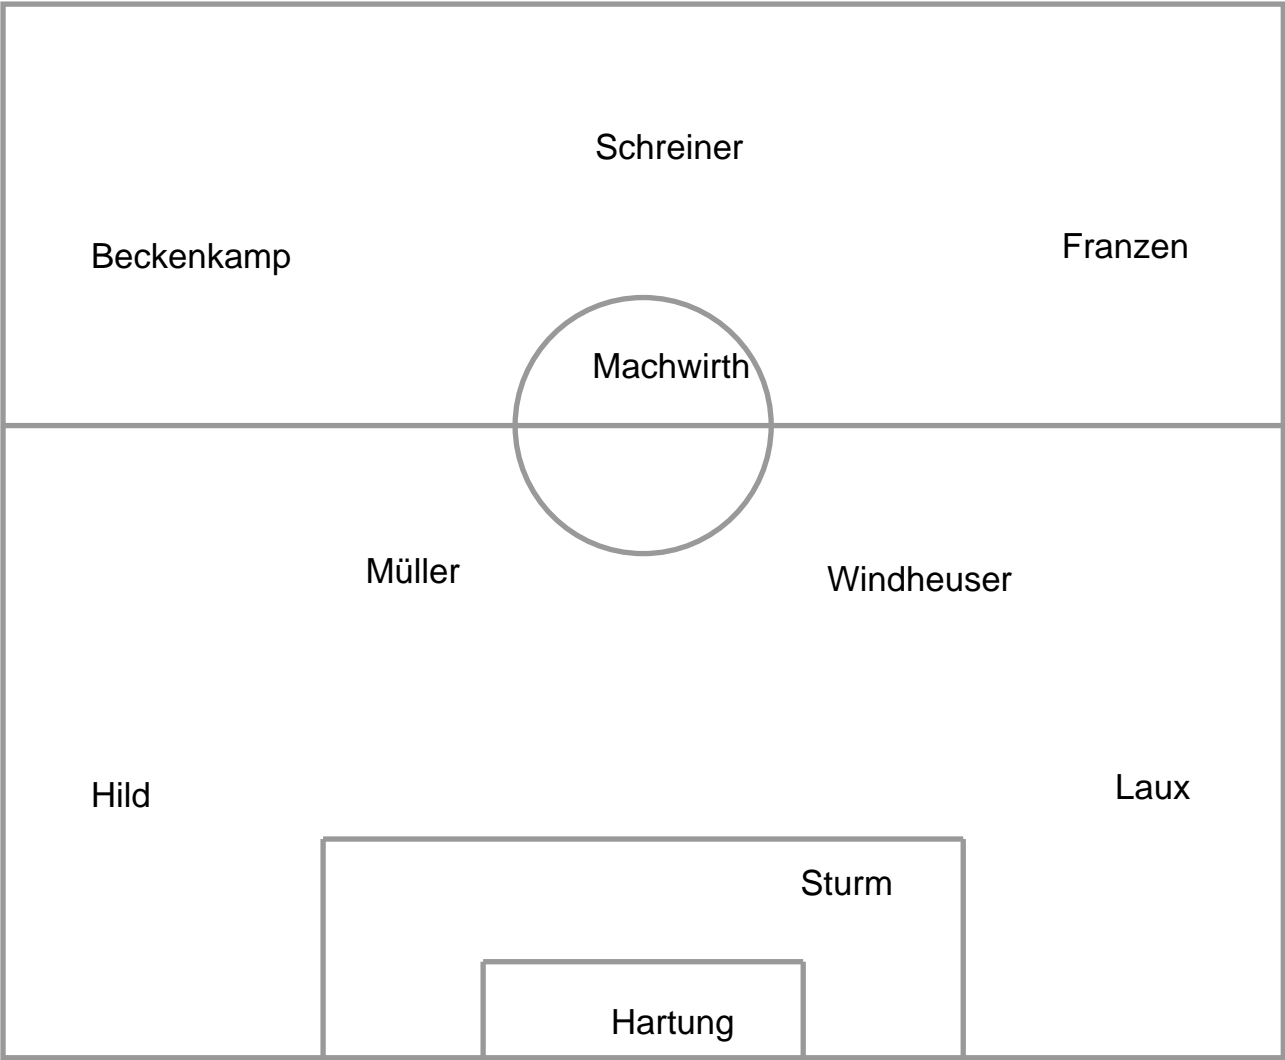 Schreiner
Franzen
Beckenkamp
Machwirth
Müller
Windheuser
Laux
Hild
Sturm
Hartung